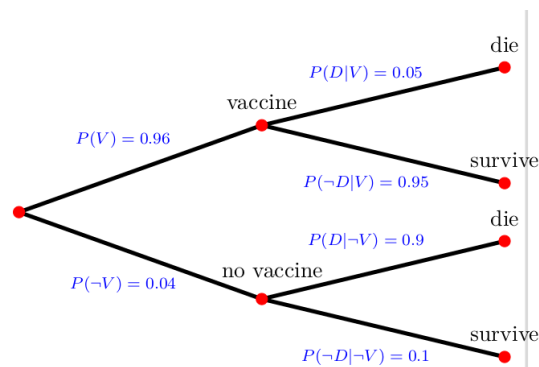 die
P(D|V) = 0.05
vaccine
P(V) = 0.96
survive
P(¬D|V) = 0.95
die
P(D|¬V) = 0.9
no vaccine
P(¬V) = 0.04
survive
P(¬D|¬V) = 0.1